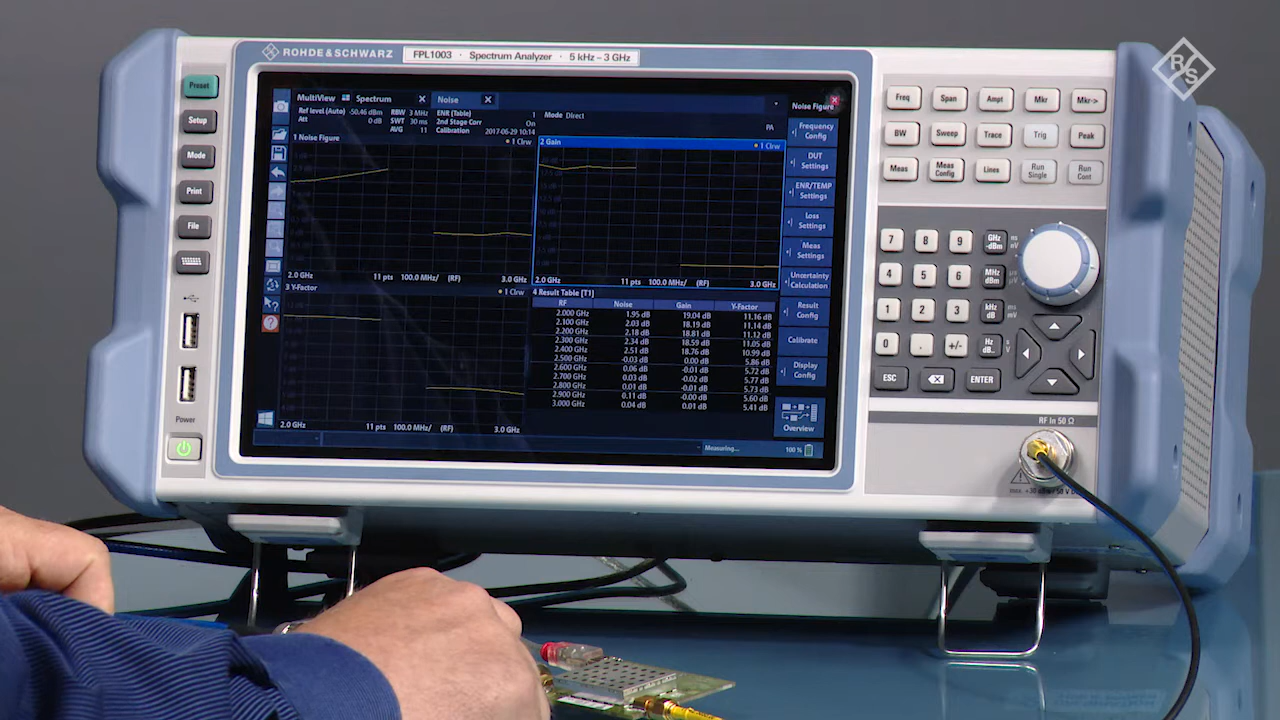 ROHDE & SCHWARZ
FPL1003 · Spectrum Analyzer · 5 kHz – 3 GHz
R S
Preset
Setup
Mode
Print
File
Power
MultiView Spectrum X Noise X
Ref level (Auto) -50.46 dBm RBW 3 MHz ENR (Table) 1 Mode Direct
Att 0 dB SWT 30 ms 2nd Stage Corr On PA
AVG 11 Calibration 2017-06-29 10:14
1 Noise Figure 1 Clrw
2.0 GHz 11 pts 100.0 MHz/ (RF) 3.0 GHz
2 Gain 1 Clrw
2.0 GHz 11 pts 100.0 MHz/ (RF) 3.0 GHz
3 Y-Factor 1 Clrw
2.0 GHz 11 pts 100.0 MHz/ (RF) 3.0 GHz
4 Result Table [T1]
RF Noise Gain Y-Factor
2.000 GHz 1.95 dB 19.04 dB 11.16 dB
2.100 GHz 2.03 dB 18.19 dB 11.14 dB
2.200 GHz 2.18 dB 18.81 dB 11.12 dB
2.300 GHz 2.34 dB 18.59 dB 11.05 dB
2.400 GHz 2.51 dB 18.76 dB 10.99 dB
2.500 GHz -0.03 dB 0.00 dB 5.86 dB
2.600 GHz 0.06 dB -0.01 dB 5.72 dB
2.700 GHz 0.03 dB -0.02 dB 5.77 dB
2.800 GHz 0.01 dB -0.01 dB 5.73 dB
2.900 GHz 0.11 dB -0.00 dB 5.60 dB
3.000 GHz 0.04 dB 0.01 dB 5.41 dB
Measuring... 100 %
Noise Figure
Frequency
Config
DUT
Settings
ENR/TEMP
Settings
Loss
Settings
Meas
Settings
Uncertainty
Calculation
Result
Config
Calibrate
Display
Config
Overview
Freq Span Ampt Mkr Mkr->
BW Sweep Trace Trig Peak
Meas Meas Config Lines Run Single Run Cont
7 8 9 GHz -dBm
4 5 6 MHz dBm
1 2 3 kHz dB
0 . +/- Hz dB..
ESC ENTER
RF In 50 Ω